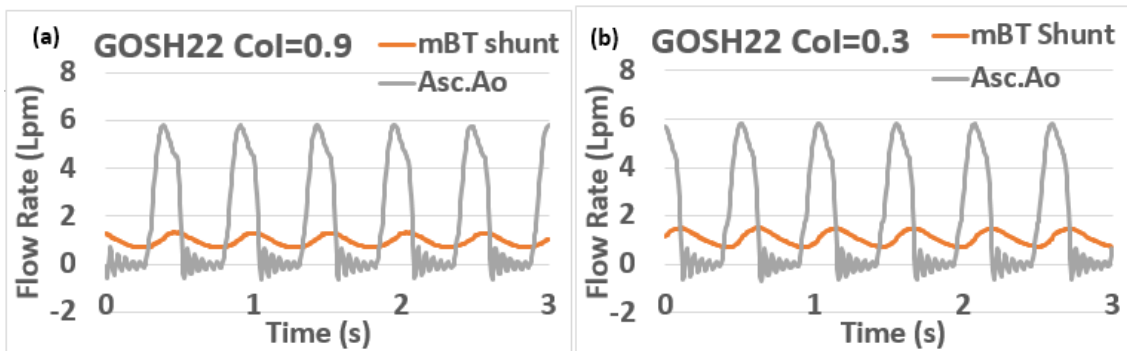 (a) GOSH22 CoI=0.9
mBT shunt
Asc.Ao
Flow Rate (Lpm)
8
6
4
2
0
-2
0 1 2 3
Time (s)
(b) GOSH22 CoI=0.3
mBT Shunt
Asc.Ao
Flow Rate (Lpm)
8
6
4
2
0
-2
0 1 2 3
Time (s)